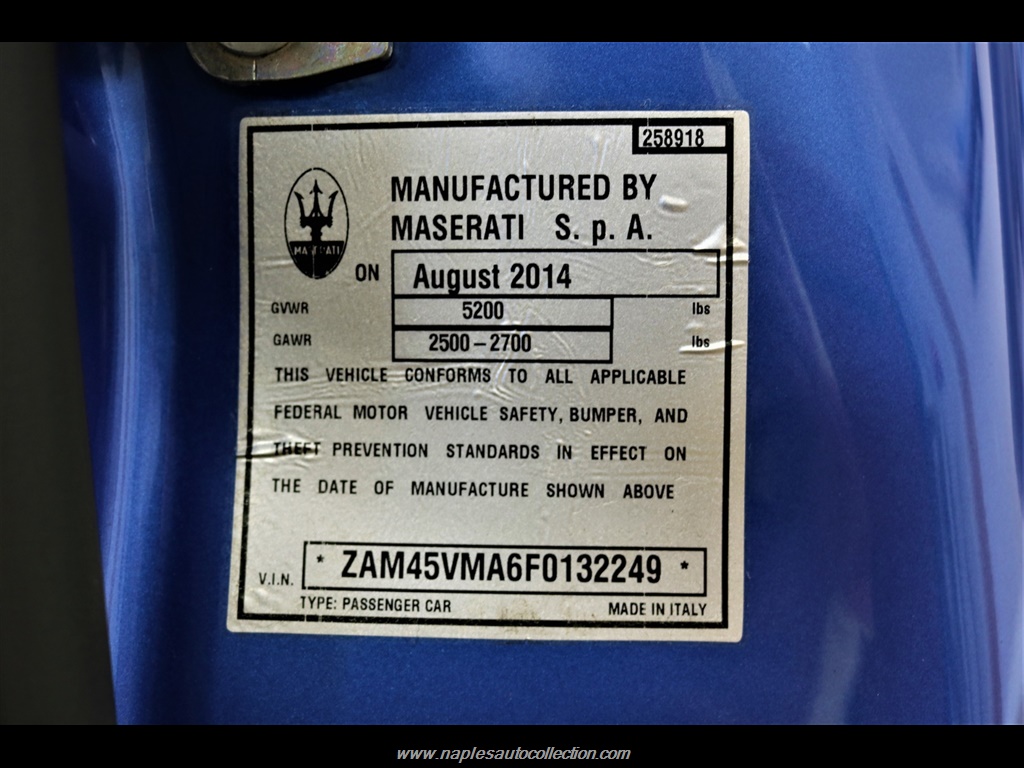 258918
MANUFACTURED BY
MASERATI S. p. A.
MASERATI
ON August 2014
GVWR 5200 lbs
GAWR 2500-2700 lbs
THIS VEHICLE CONFORMS TO ALL APPLICABLE
FEDERAL MOTOR VEHICLE SAFETY, BUMPER, AND
THEFT PREVENTION STANDARDS IN EFFECT ON
THE DATE OF MANUFACTURE SHOWN ABOVE
V.I.N. * ZAM45VMA6F0132249 *
TYPE: PASSENGER CAR MADE IN ITALY
www.naplesautocollection.com